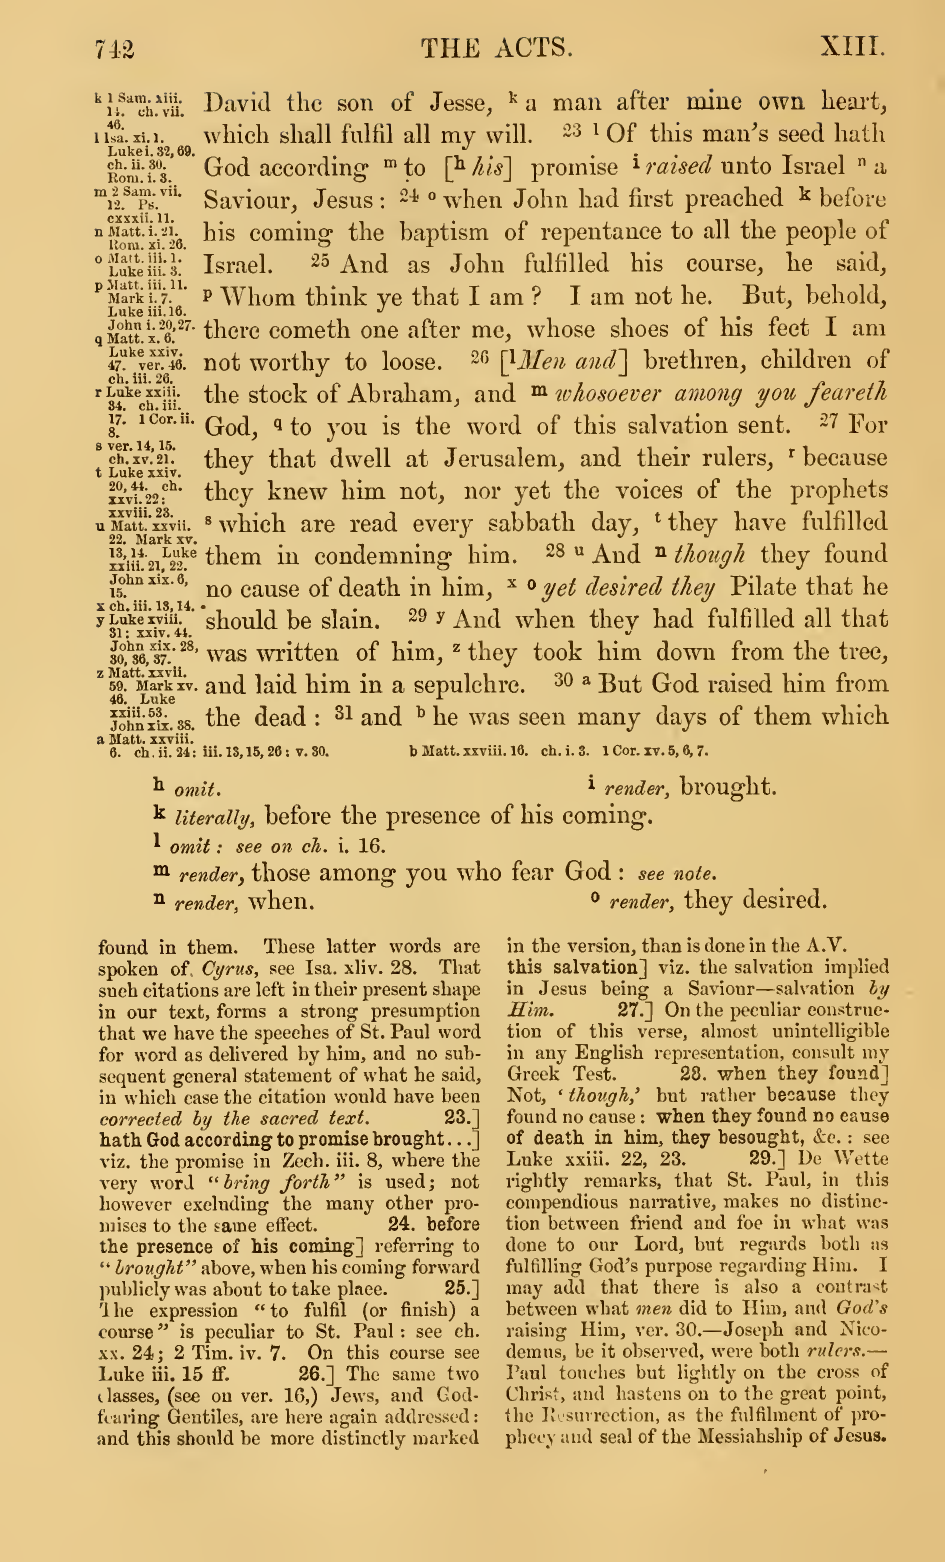 742
THE ACTS.
XIII.
k 1 Sam. xiii.
14. ch. vii.
46.
l Isa. xi. 1.
Luke i. 32, 69.
ch. ii. 30.
Rom. i. 3.
m 2 Sam. vii.
12. Ps.
cxxxii. 11.
n Matt. i. 21.
Rom. xi. 26.
o Matt. iii. 1.
Luke iii. 3.
p Matt. iii. 11.
Mark i. 7.
Luke iii. 16.
John i. 20, 27.
q Matt. x. 6.
Luke xxiv.
47. ver. 46.
ch. iii. 26.
r Luke xxiii.
34. ch. iii.
17. 1 Cor. ii.
8.
s ver. 14, 15.
ch. xv. 21.
t Luke xxiv.
20, 44. ch.
xxvi. 22:
xxviii. 23.
u Matt. xxvii.
22. Mark xv.
13, 14. Luke
xxiii. 21, 22.
John xix. 6,
15.
x ch. iii. 13, 14.
y Luke xviii.
31: xxiv. 44.
John xix. 28,
30, 36, 37.
z Matt. xxvii.
59. Mark xv.
46. Luke
xxiii. 53.
John xix. 38.
a Matt. xxviii.
6. ch. ii. 24: iii. 13, 15, 26: v. 30.
David the son of Jesse, k a man after mine own heart,
which shall fulfil all my will. 23 l Of this man's seed hath
God according m to [h his] promise i raised unto Israel n a
Saviour, Jesus: 24 o when John had first preached k before
his coming the baptism of repentance to all the people of
Israel. 25 And as John fulfilled his course, he said,
p Whom think ye that I am? I am not he. But, behold,
there cometh one after me, whose shoes of his feet I am
not worthy to loose. 26 [l Men and] brethren, children of
the stock of Abraham, and m whosoever among you feareth
God, q to you is the word of this salvation sent. 27 For
they that dwell at Jerusalem, and their rulers, r because
they knew him not, nor yet the voices of the prophets
s which are read every sabbath day, t they have fulfilled
them in condemning him. 28 u And n though they found
no cause of death in him, x o yet desired they Pilate that he
should be slain. 29 y And when they had fulfilled all that
was written of him, z they took him down from the tree,
and laid him in a sepulchre. 30 a But God raised him from
the dead: 31 and b he was seen many days of them which
b Matt. xxviii. 16. ch. i. 3. 1 Cor. xv. 5, 6, 7.
h omit.
i render, brought.
k literally, before the presence of his coming.
l omit: see on ch. i. 16.
m render, those among you who fear God: see note.
n render, when.
o render, they desired.
found in them. These latter words are
spoken of Cyrus, see Isa. xliv. 28. That
such citations are left in their present shape
in our text, forms a strong presumption
that we have the speeches of St. Paul word
for word as delivered by him, and no sub-
sequent general statement of what he said,
in which case the citation would have been
corrected by the sacred text. 23.]
hath God according to promise brought...]
viz. the promise in Zech. iii. 8, where the
very word "bring forth" is used; not
however excluding the many other pro-
mises to the same effect. 24. before
the presence of his coming] referring to
"brought" above, when his coming forward
publicly was about to take place. 25.]
The expression "to fulfil (or finish) a
course" is peculiar to St. Paul: see ch.
xx. 24; 2 Tim. iv. 7. On this course see
Luke iii. 15 ff. 26.] The same two
classes, (see on ver. 16,) Jews, and God-
fearing Gentiles, are here again addressed:
and this should be more distinctly marked
in the version, than is done in the A.V.
this salvation] viz. the salvation implied
in Jesus being a Saviour—salvation by
Him. 27.] On the peculiar construc-
tion of this verse, almost unintelligible
in any English representation, consult my
Greek Test. 28. when they found]
Not, 'though,' but rather because they
found no cause: when they found no cause
of death in him, they besought, &c.: see
Luke xxiii. 22, 23. 29.] De Wette
rightly remarks, that St. Paul, in this
compendious narrative, makes no distinc-
tion between friend and foe in what was
done to our Lord, but regards both as
fulfilling God's purpose regarding Him. I
may add that there is also a contrast
between what men did to Him, and God's
raising Him, ver. 30.—Joseph and Nico-
demus, be it observed, were both rulers.—
Paul touches but lightly on the cross of
Christ, and hastens on to the great point,
the Resurrection, as the fulfilment of pro-
phecy and seal of the Messiahship of Jesus.